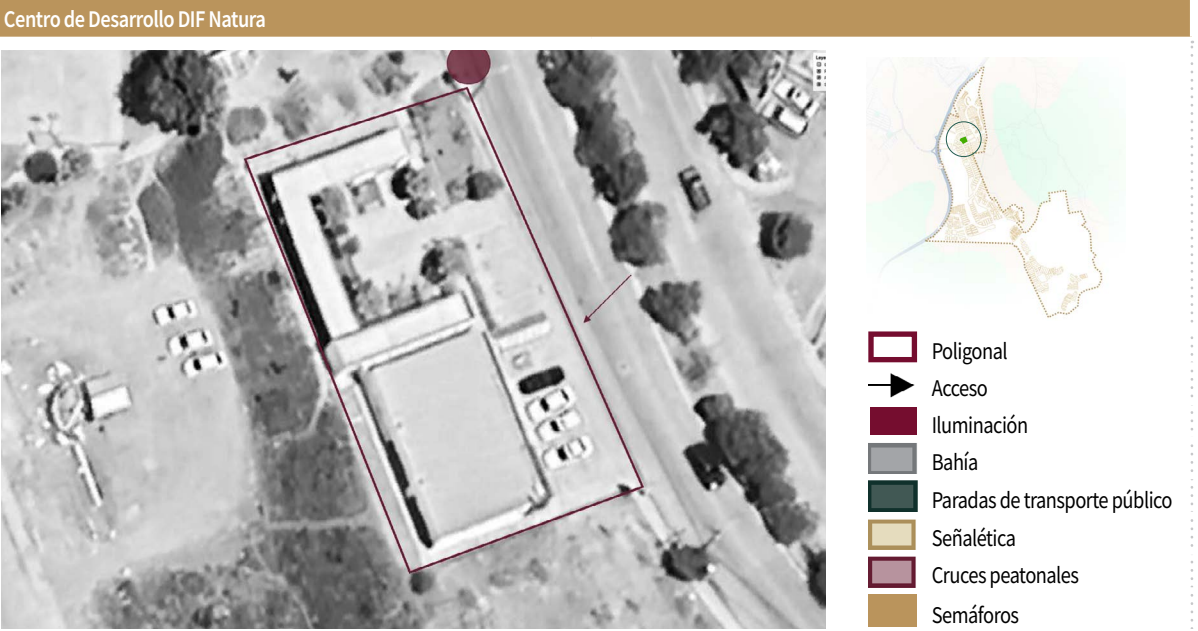 Centro de Desarrollo DIF Natura
Poligonal
Acceso
Iluminación
Bahía
Paradas de transporte público
Señalética
Cruces peatonales
Semáforos